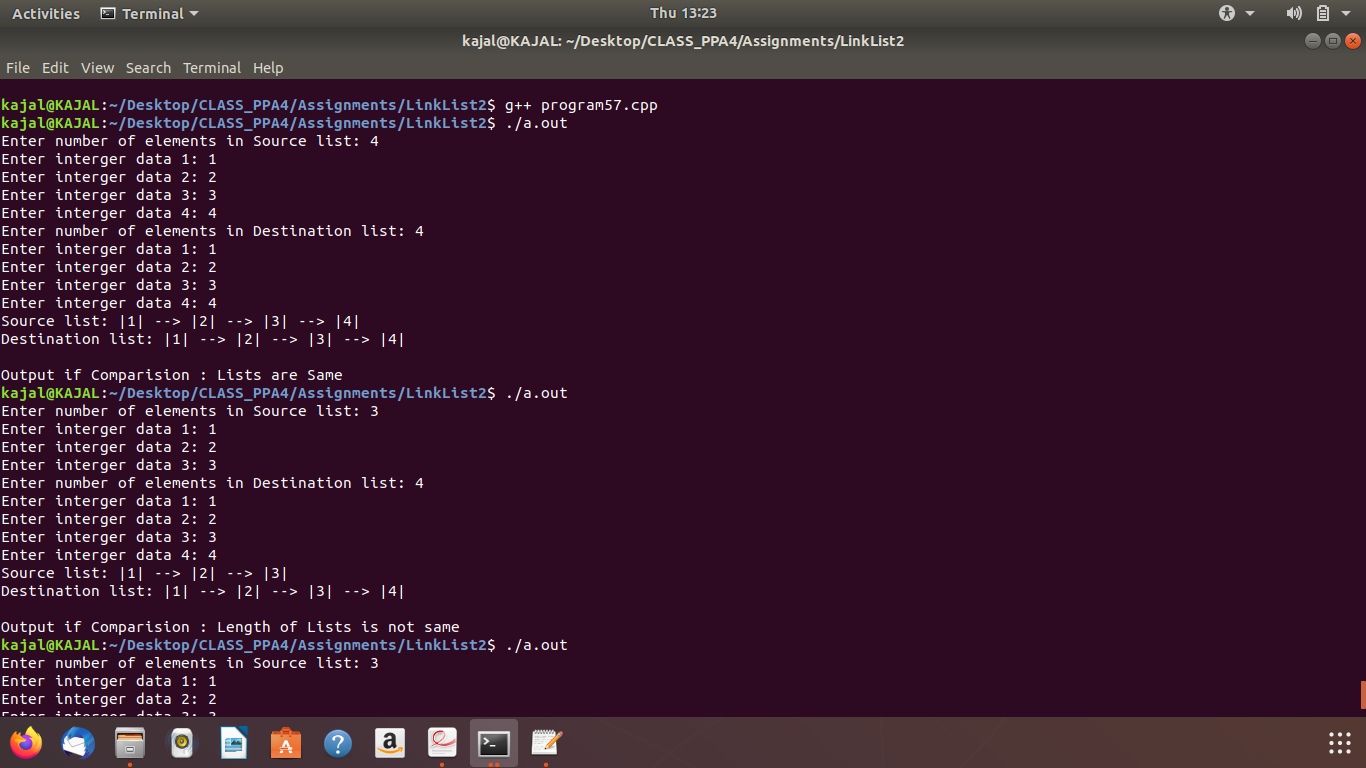 Activities Terminal Thu 13:23
kajal@KAJAL: ~/Desktop/CLASS_PPA4/Assignments/LinkList2
File Edit View Search Terminal Help
kajal@KAJAL:~/Desktop/CLASS_PPA4/Assignments/LinkList2$ g++ program57.cpp
kajal@KAJAL:~/Desktop/CLASS_PPA4/Assignments/LinkList2$ ./a.out
Enter number of elements in Source list: 4
Enter interger data 1: 1
Enter interger data 2: 2
Enter interger data 3: 3
Enter interger data 4: 4
Enter number of elements in Destination list: 4
Enter interger data 1: 1
Enter interger data 2: 2
Enter interger data 3: 3
Enter interger data 4: 4
Source list: |1| --> |2| --> |3| --> |4|
Destination list: |1| --> |2| --> |3| --> |4|
Output if Comparision : Lists are Same
kajal@KAJAL:~/Desktop/CLASS_PPA4/Assignments/LinkList2$ ./a.out
Enter number of elements in Source list: 3
Enter interger data 1: 1
Enter interger data 2: 2
Enter interger data 3: 3
Enter number of elements in Destination list: 4
Enter interger data 1: 1
Enter interger data 2: 2
Enter interger data 3: 3
Enter interger data 4: 4
Source list: |1| --> |2| --> |3|
Destination list: |1| --> |2| --> |3| --> |4|
Output if Comparision : Length of Lists is not same
kajal@KAJAL:~/Desktop/CLASS_PPA4/Assignments/LinkList2$ ./a.out
Enter number of elements in Source list: 3
Enter interger data 1: 1
Enter interger data 2: 2
Enter interger data 3: 3